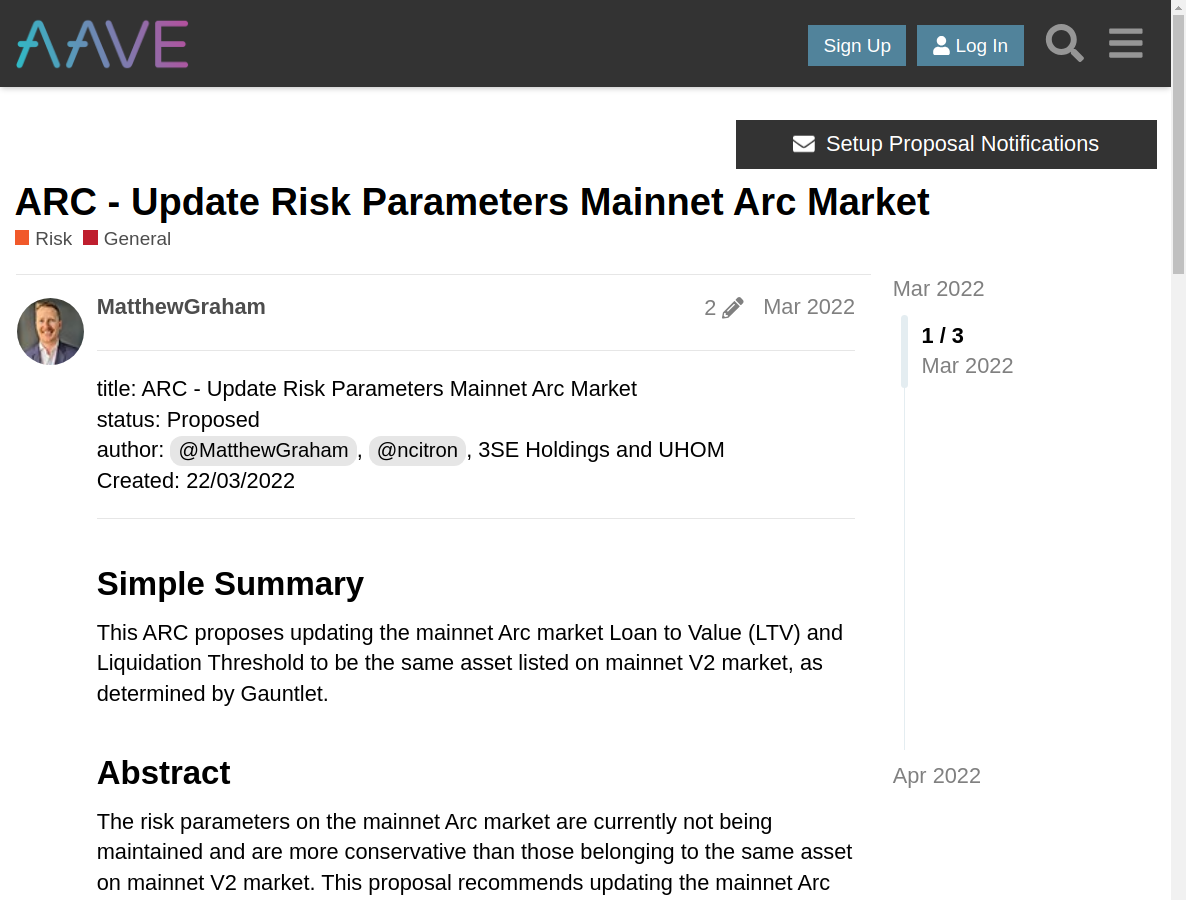 AAVE
Sign Up
Log In
Setup Proposal Notifications
ARC - Update Risk Parameters Mainnet Arc Market
Risk General
MatthewGraham
2
Mar 2022
title: ARC - Update Risk Parameters Mainnet Arc Market
status: Proposed
author: @MatthewGraham, @ncitron, 3SE Holdings and UHOM
Created: 22/03/2022
Simple Summary
This ARC proposes updating the mainnet Arc market Loan to Value (LTV) and
Liquidation Threshold to be the same asset listed on mainnet V2 market, as
determined by Gauntlet.
Abstract
The risk parameters on the mainnet Arc market are currently not being
maintained and are more conservative than those belonging to the same asset
on mainnet V2 market. This proposal recommends updating the mainnet Arc
Mar 2022
1 / 3
Mar 2022
Apr 2022